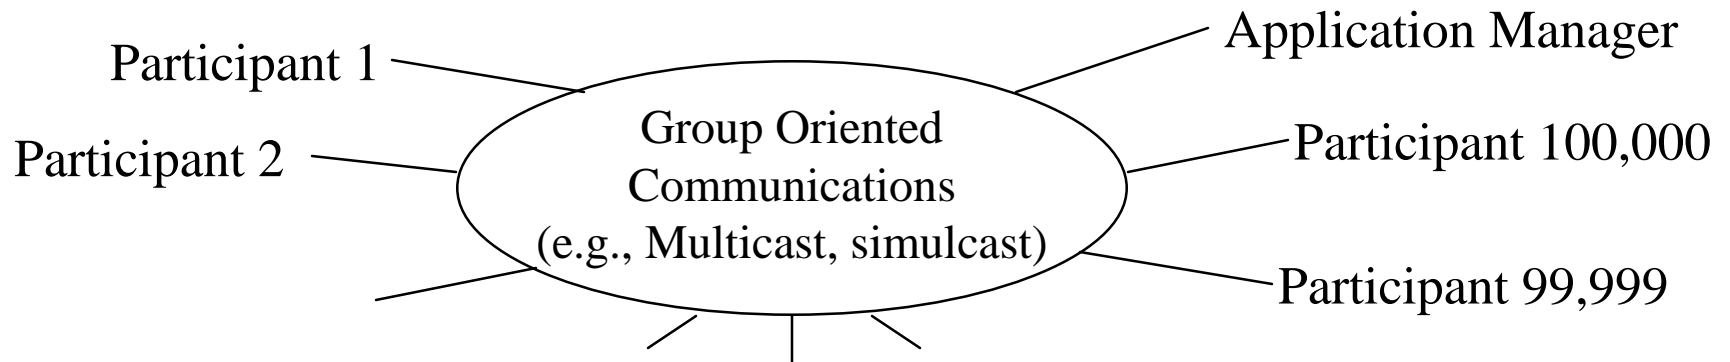 Application Manager
Participant 1
Participant 2
Group Oriented
Communications
(e.g., Multicast, simulcast)
Participant 100,000
Participant 99,999